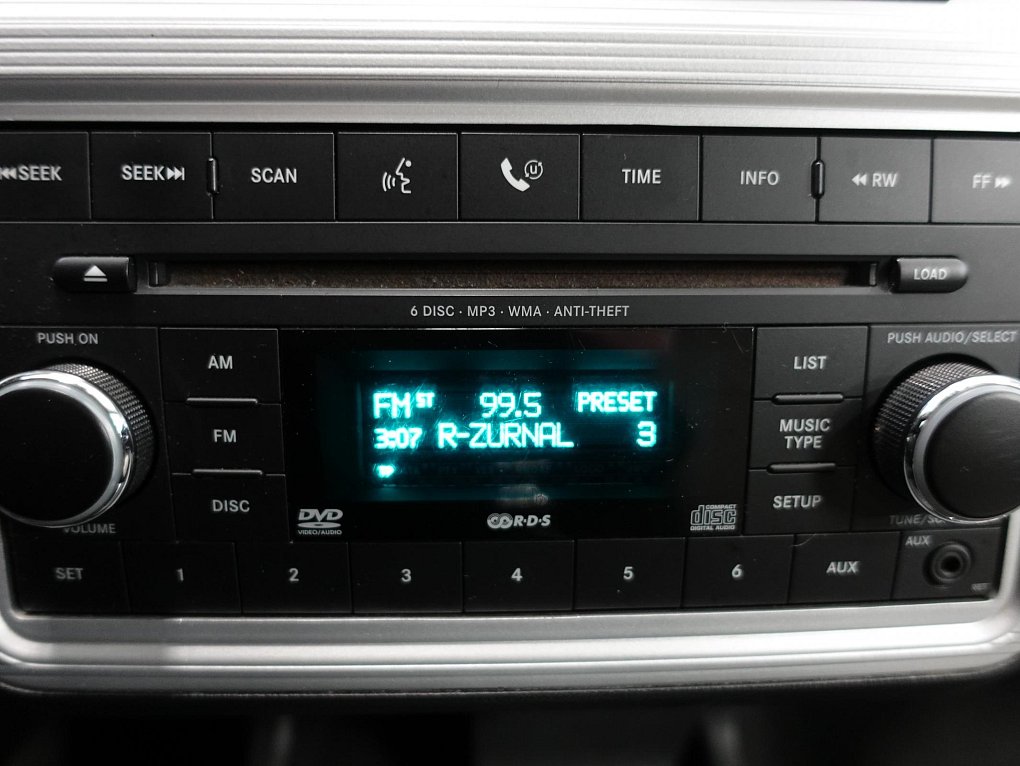 SEEK SEEK SCAN U TIME INFO RW FF
LOAD
6 DISC · MP3 · WMA · ANTI-THEFT
PUSH ON
PUSH AUDIO/SELECT
AM
LIST
FM ST 99.5 PRESET
3:07 R-ZURNAL 3
FM
MUSIC
TYPE
DISC
SETUP
DVD
VIDEO/AUDIO
R·D·S
COMPACT
disc
DIGITAL AUDIO
VOLUME
SET 1 2 3 4 5 6 AUX
AUX